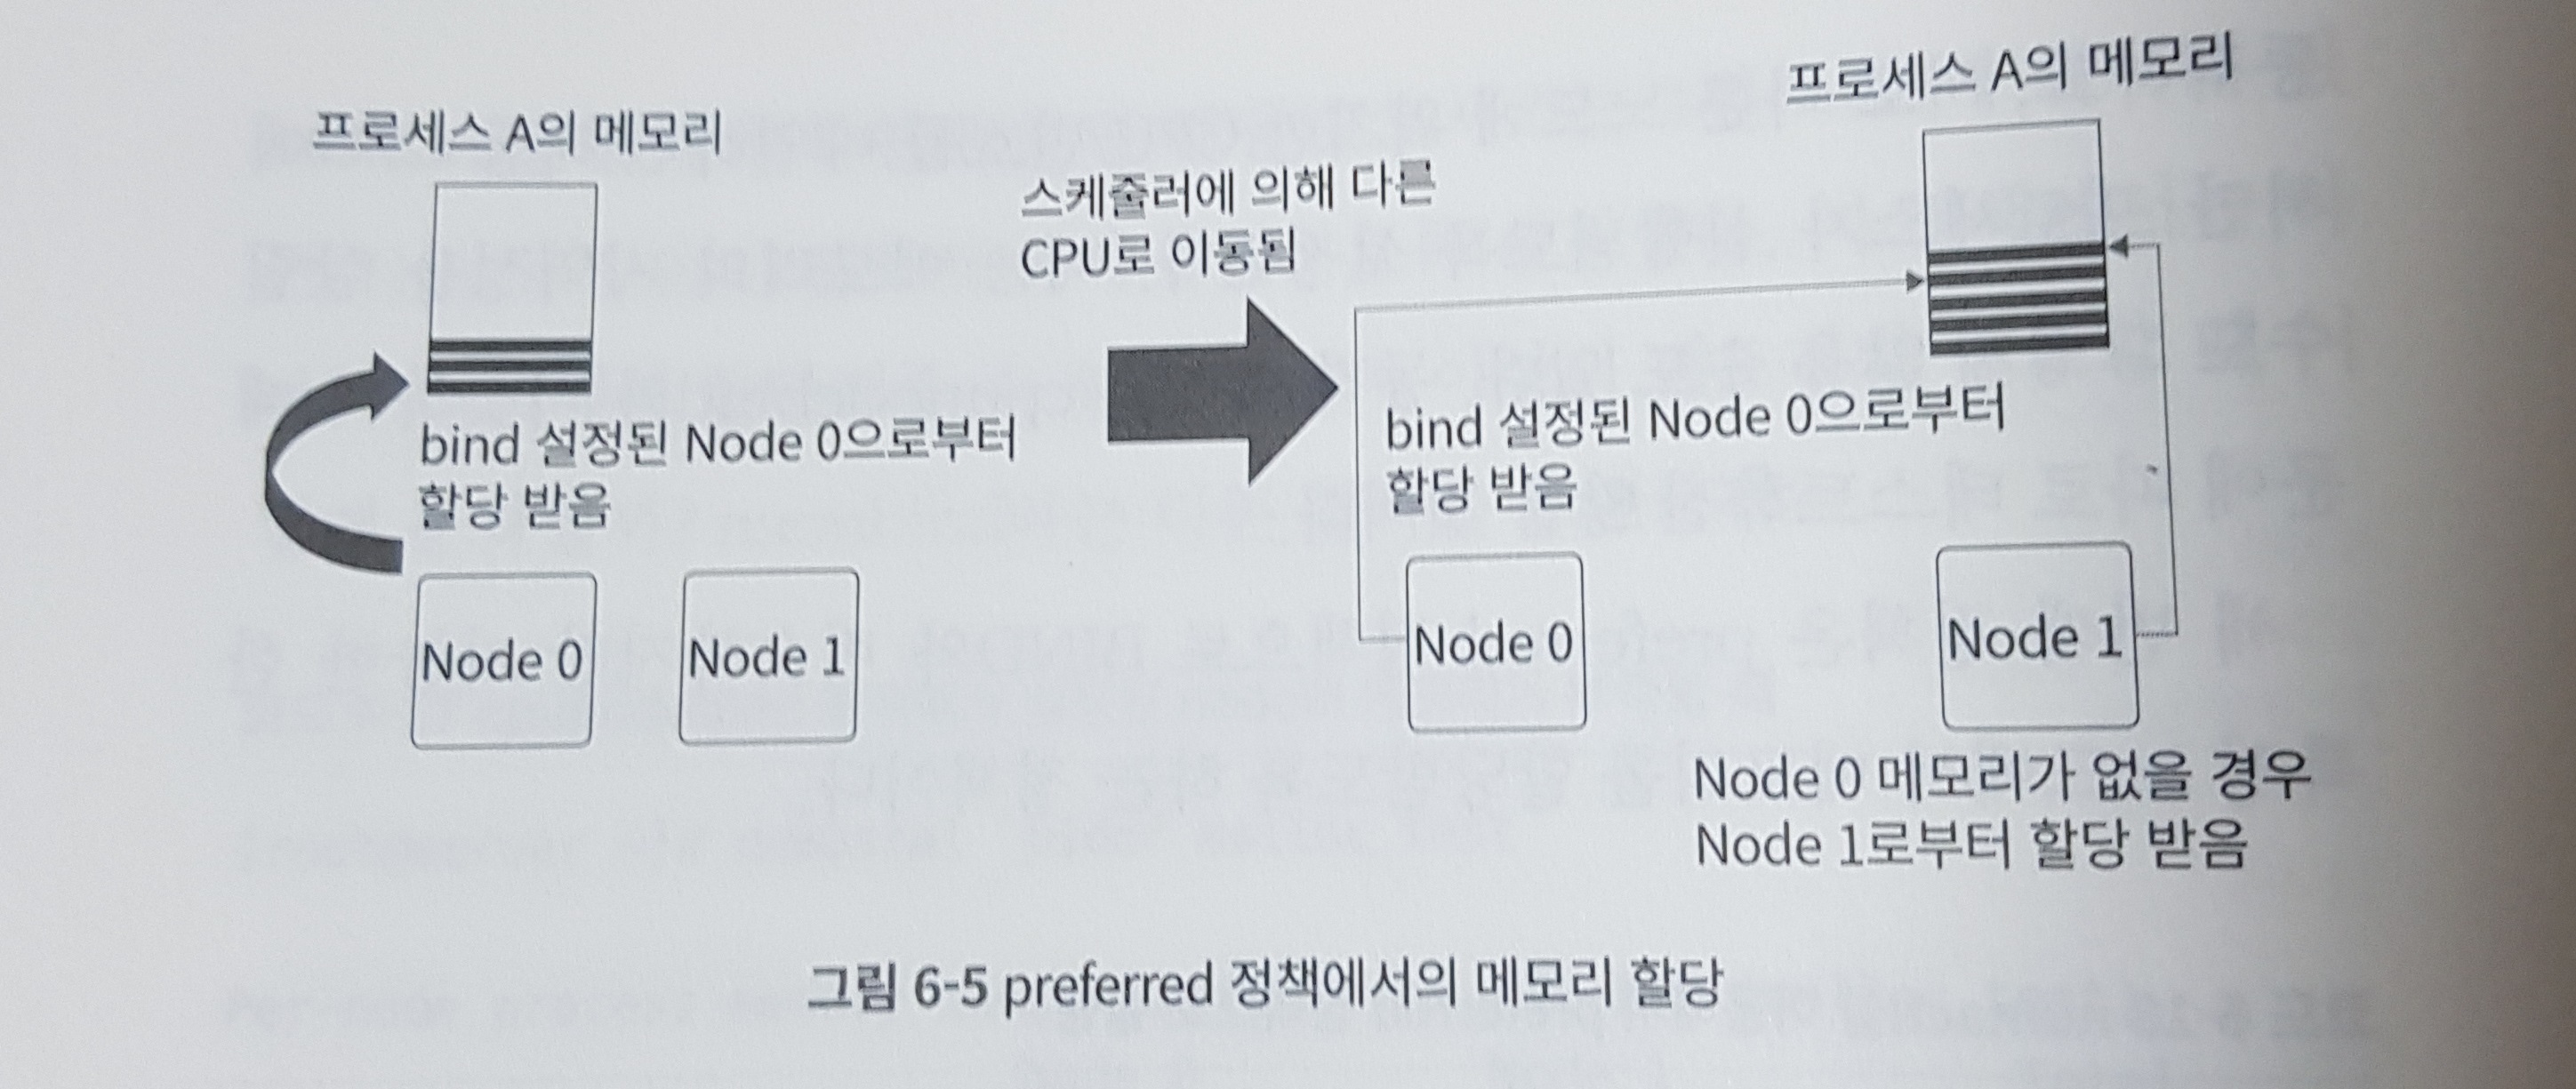 프로세스 A의 메모리
bind 설정된 Node 0으로부터
할당 받음
Node 0
Node 1
스케줄러에 의해 다른
CPU로 이동됨
프로세스 A의 메모리
bind 설정된 Node 0으로부터
할당 받음
Node 0
Node 1
Node 0 메모리가 없을 경우
Node 1로부터 할당 받음
그림 6-5 preferred 정책에서의 메모리 할당